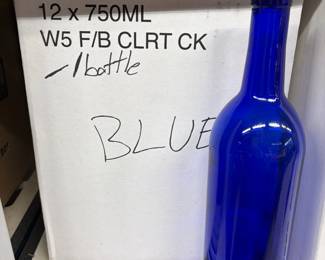 12 x 750ML
W5 F/B CLRT CK
-1 bottle
BLUE